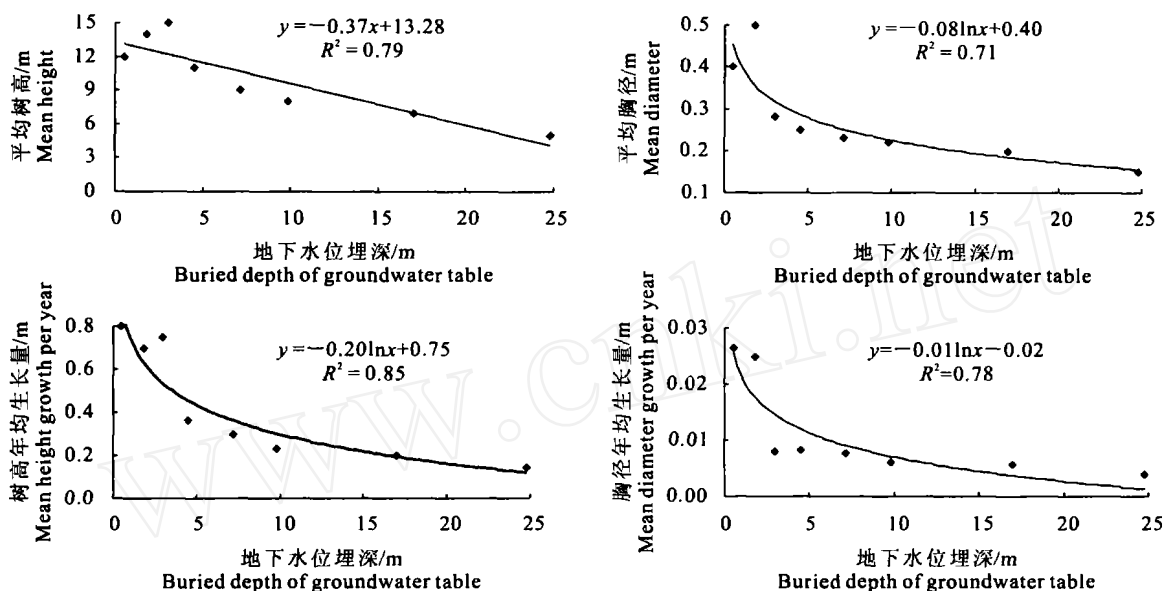 平均树高/m
Mean height
15
12
9
6
3
0
y=−0.37x+13.28
R² = 0.79
0 5 10 15 20 25
地下水位埋深/m
Buried depth of groundwater table
平均胸径/m
Mean diameter
0.5
0.4
0.3
0.2
0.1
y=−0.08lnx+0.40
R² = 0.71
0 5 10 15 20 25
地下水位埋深/m
Buried depth of groundwater table
树高年均生长量/m
Mean height growth per year
0.8
0.6
0.4
0.2
0.0
y=−0.20lnx+0.75
R² = 0.85
0 5 10 15 20 25
地下水位埋深/m
Buried depth of groundwater table
胸径年均生长量/m
Mean diameter growth per year
0.03
0.02
0.01
0.00
y=−0.01lnx−0.02
R²=0.78
0 5 10 15 20 25
地下水位埋深/m
Buried depth of groundwater table
www.cnki.net